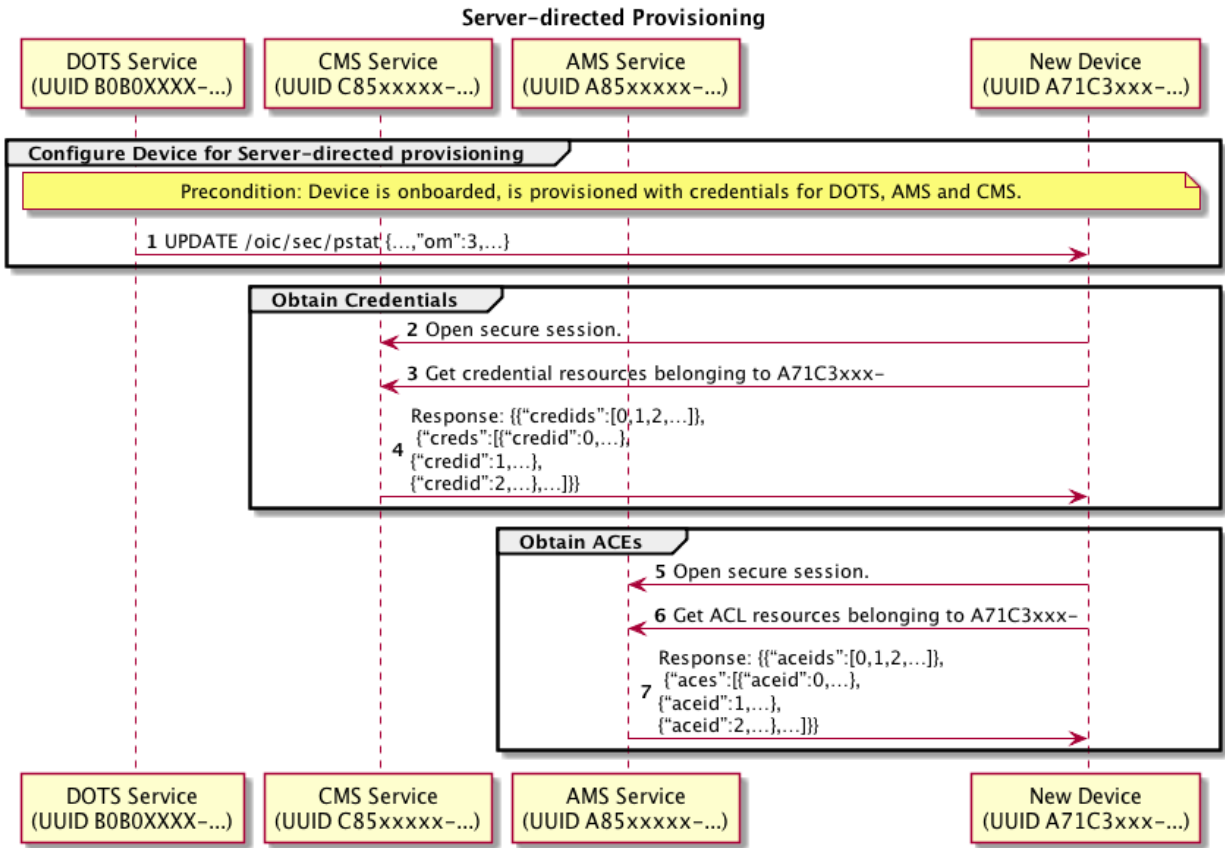 Server-directed Provisioning
DOTS Service
(UUID B0B0XXXX-...)
CMS Service
(UUID C85xxxxx-...)
AMS Service
(UUID A85xxxxx-...)
New Device
(UUID A71C3xxx-...)
Configure Device for Server-directed provisioning
Precondition: Device is onboarded, is provisioned with credentials for DOTS, AMS and CMS.
1 UPDATE /oic/sec/pstat {...,”om”:3,...}
Obtain Credentials
2 Open secure session.
3 Get credential resources belonging to A71C3xxx-
Response: {{“credids”:[0,1,2,...]},
{“creds”:[{“credid”:0,...},
4
{“credid”:1,...},
{“credid”:2,...},...]}}
Obtain ACEs
5 Open secure session.
6 Get ACL resources belonging to A71C3xxx-
Response: {{“aceids”:[0,1,2,...]},
{“aces”:[{“aceid”:0,...},
7
{“aceid”:1,...},
{“aceid”:2,...},...]}}
DOTS Service
(UUID B0B0XXXX-...)
CMS Service
(UUID C85xxxxx-...)
AMS Service
(UUID A85xxxxx-...)
New Device
(UUID A71C3xxx-...)